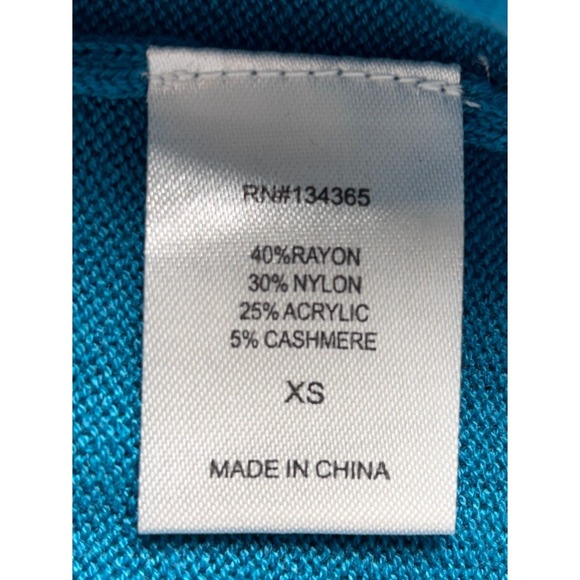 RN#134365
40%RAYON
30% NYLON
25% ACRYLIC
5% CASHMERE
XS
MADE IN CHINA